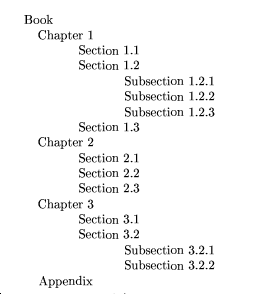 Book
Chapter 1
Section 1.1
Section 1.2
Subsection 1.2.1
Subsection 1.2.2
Subsection 1.2.3
Section 1.3
Chapter 2
Section 2.1
Section 2.2
Section 2.3
Chapter 3
Section 3.1
Section 3.2
Subsection 3.2.1
Subsection 3.2.2
Appendix